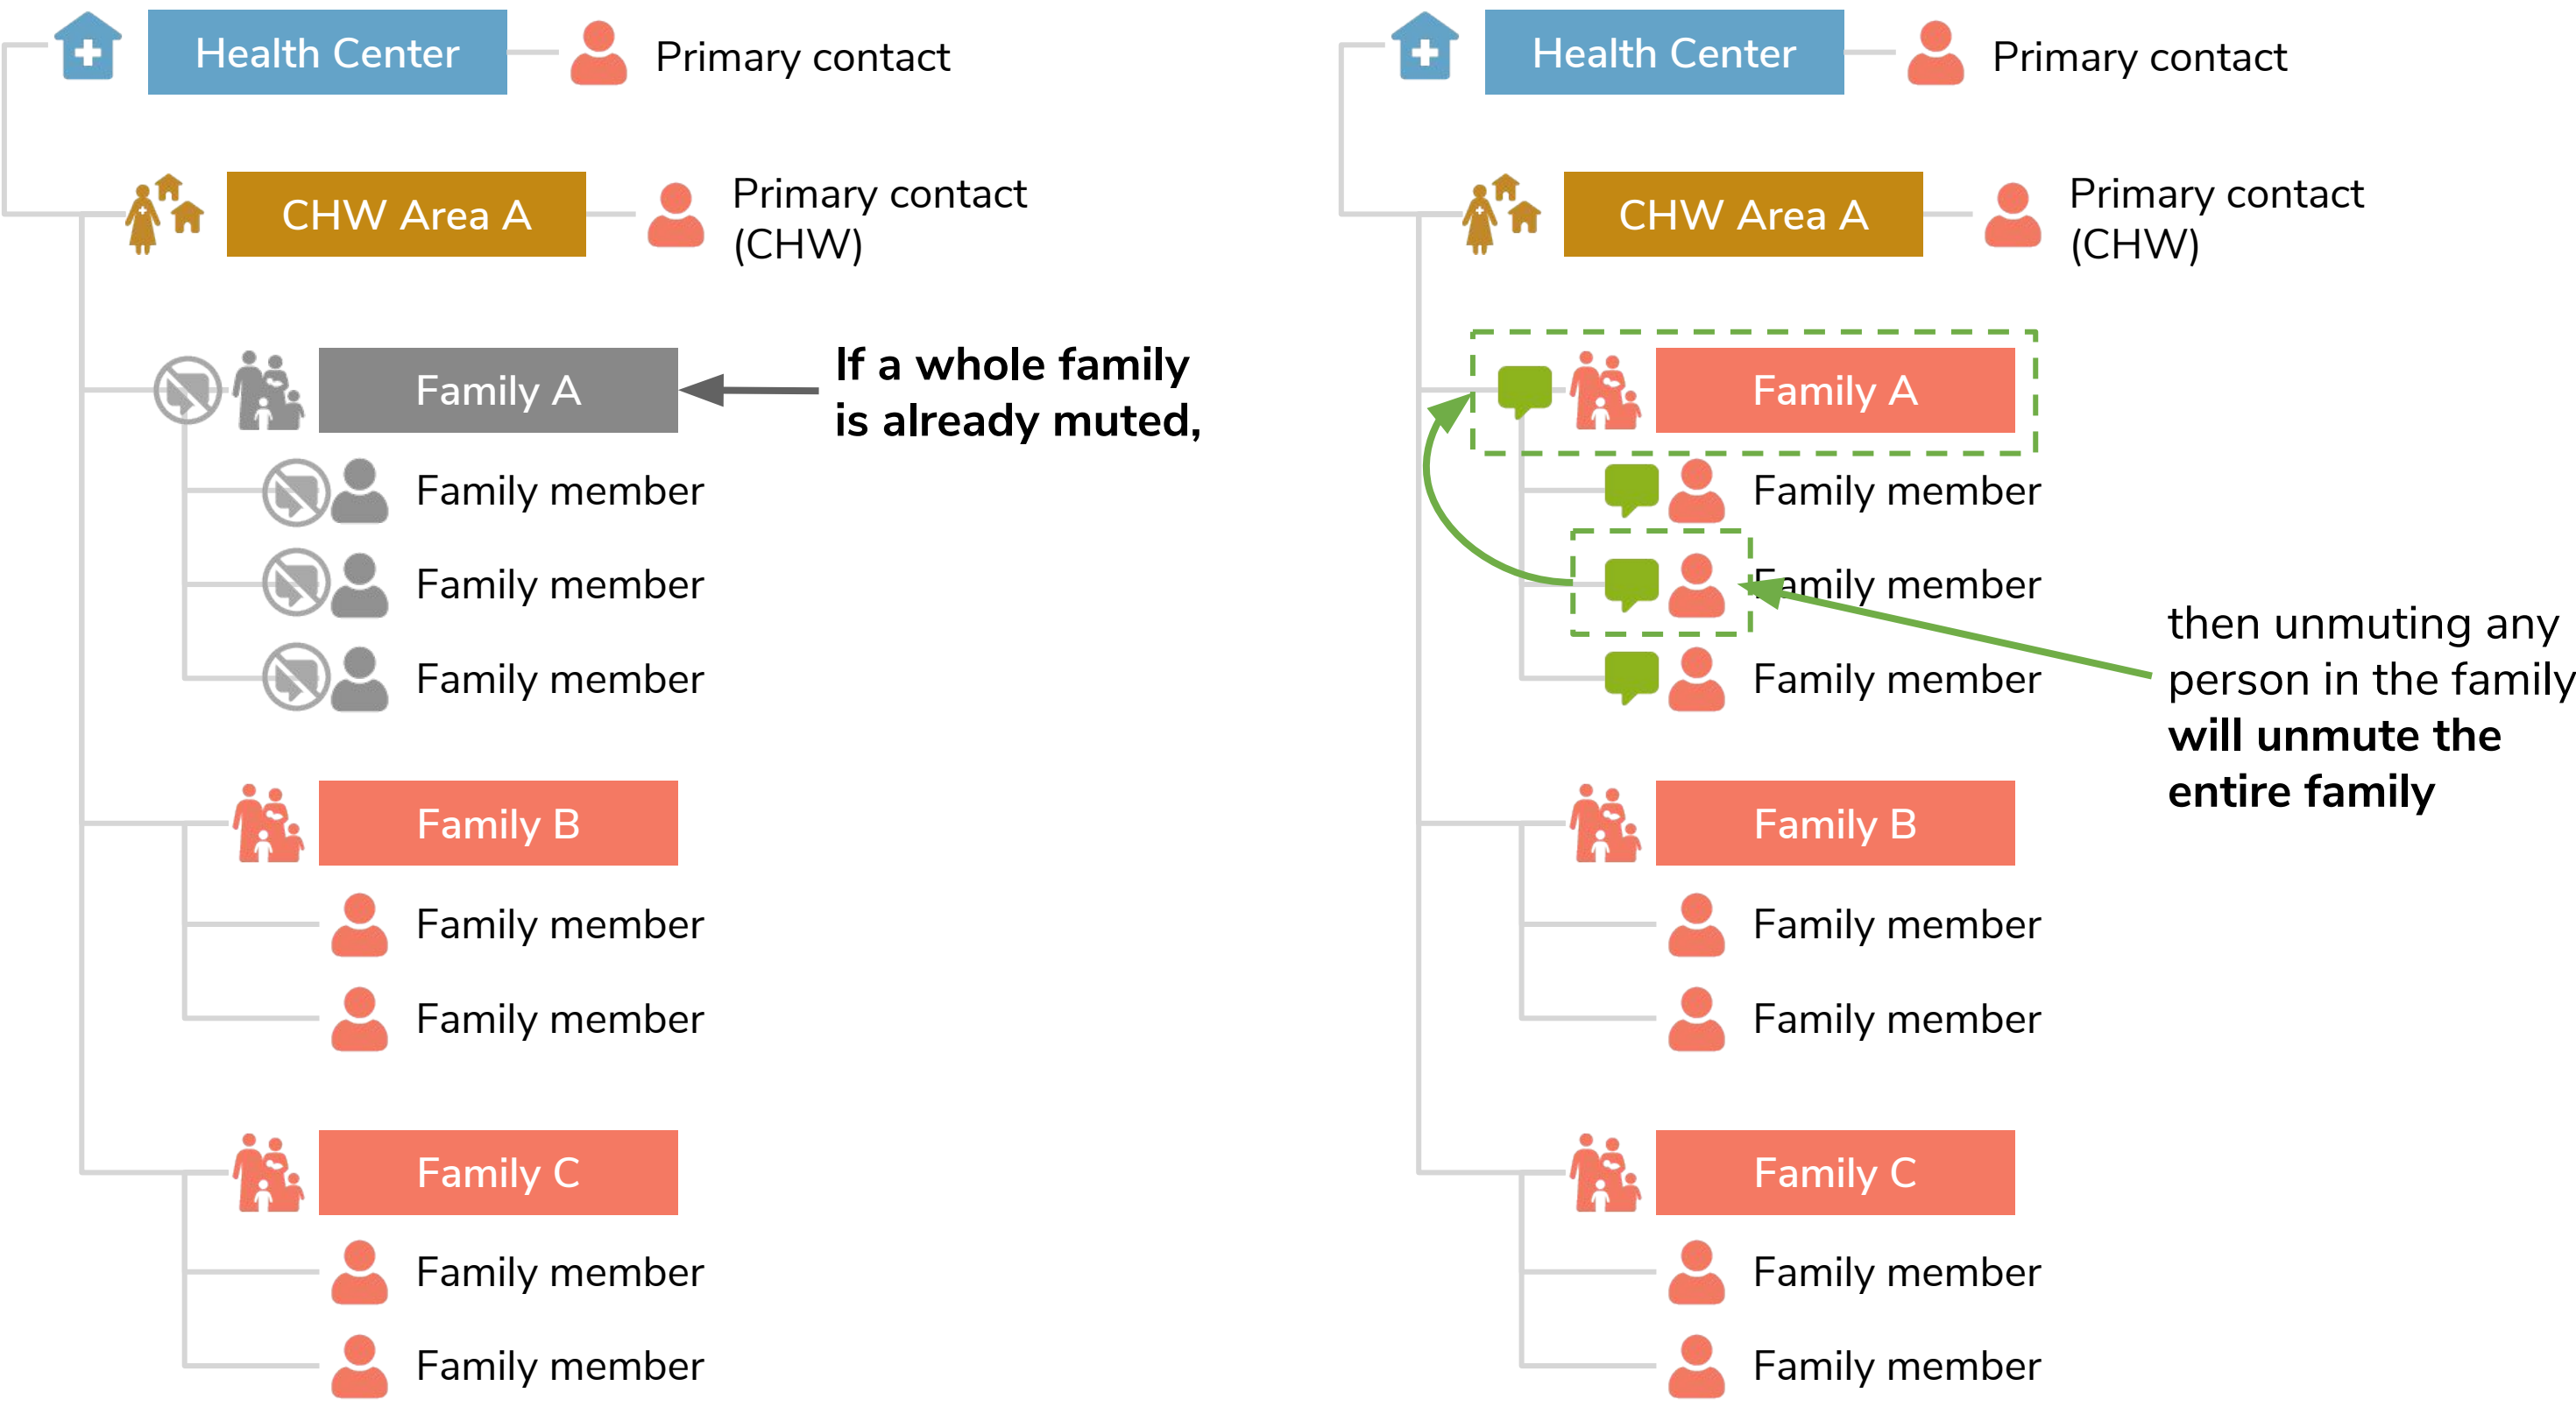 Health Center
Primary contact
CHW Area A
Primary contact
(CHW)
Family A
If a whole family
is already muted,
Family member
Family member
Family member
Family B
Family member
Family member
Family C
Family member
Family member
Health Center
Primary contact
CHW Area A
Primary contact
(CHW)
Family A
Family member
Family member
Family member
then unmuting any
person in the family
will unmute the
entire family
Family B
Family member
Family member
Family C
Family member
Family member